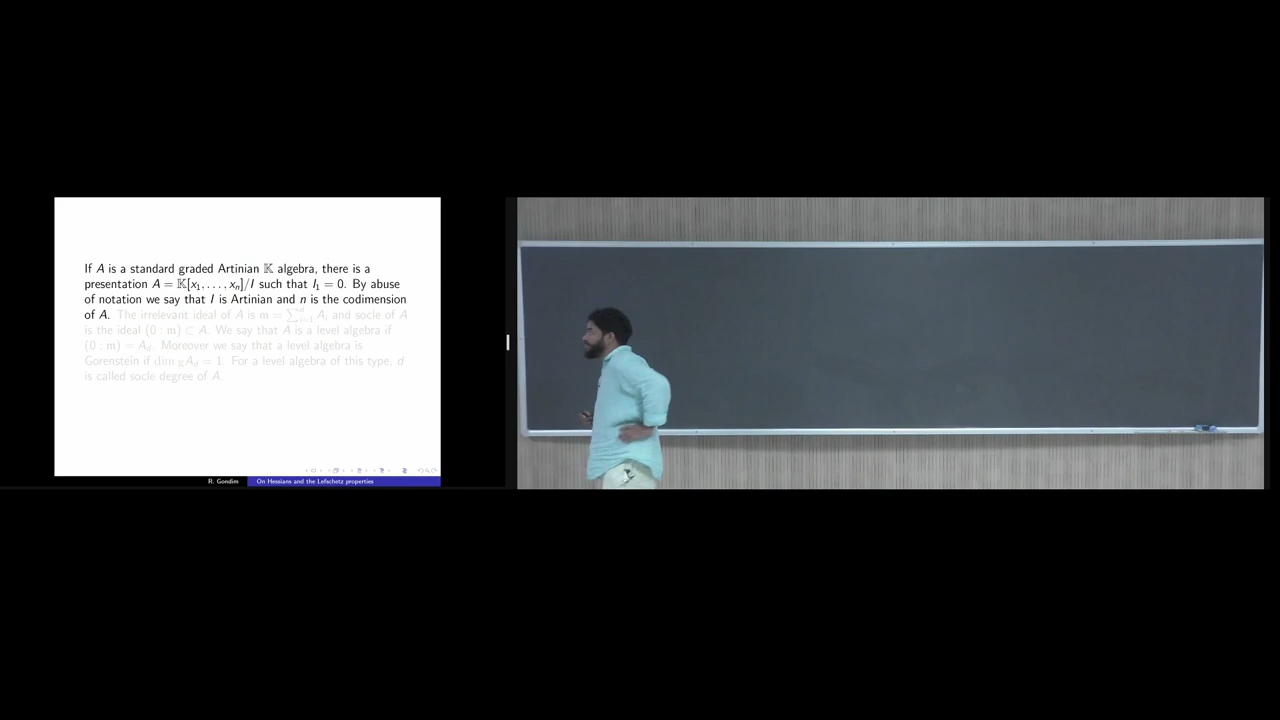 If A is a standard graded Artinian 𝕂 algebra, there is a
presentation A = 𝕂[x₁, . . . , xₙ]/I such that I₁ = 0. By abuse
of notation we say that I is Artinian and n is the codimension
of A. The irrelevant ideal of A is 𝔪 = ∑ᵈᵢ₌₁ Aᵢ and socle of A
is the ideal (0 : 𝔪) ⊂ A. We say that A is a level algebra if
(0 : 𝔪) = A_d. Moreover we say that a level algebra is
Gorenstein if dim 𝕂A_d = 1. For a level algebra of this type, d
is called socle degree of A.
R. Gondim On Hessians and the Lefschetz properties